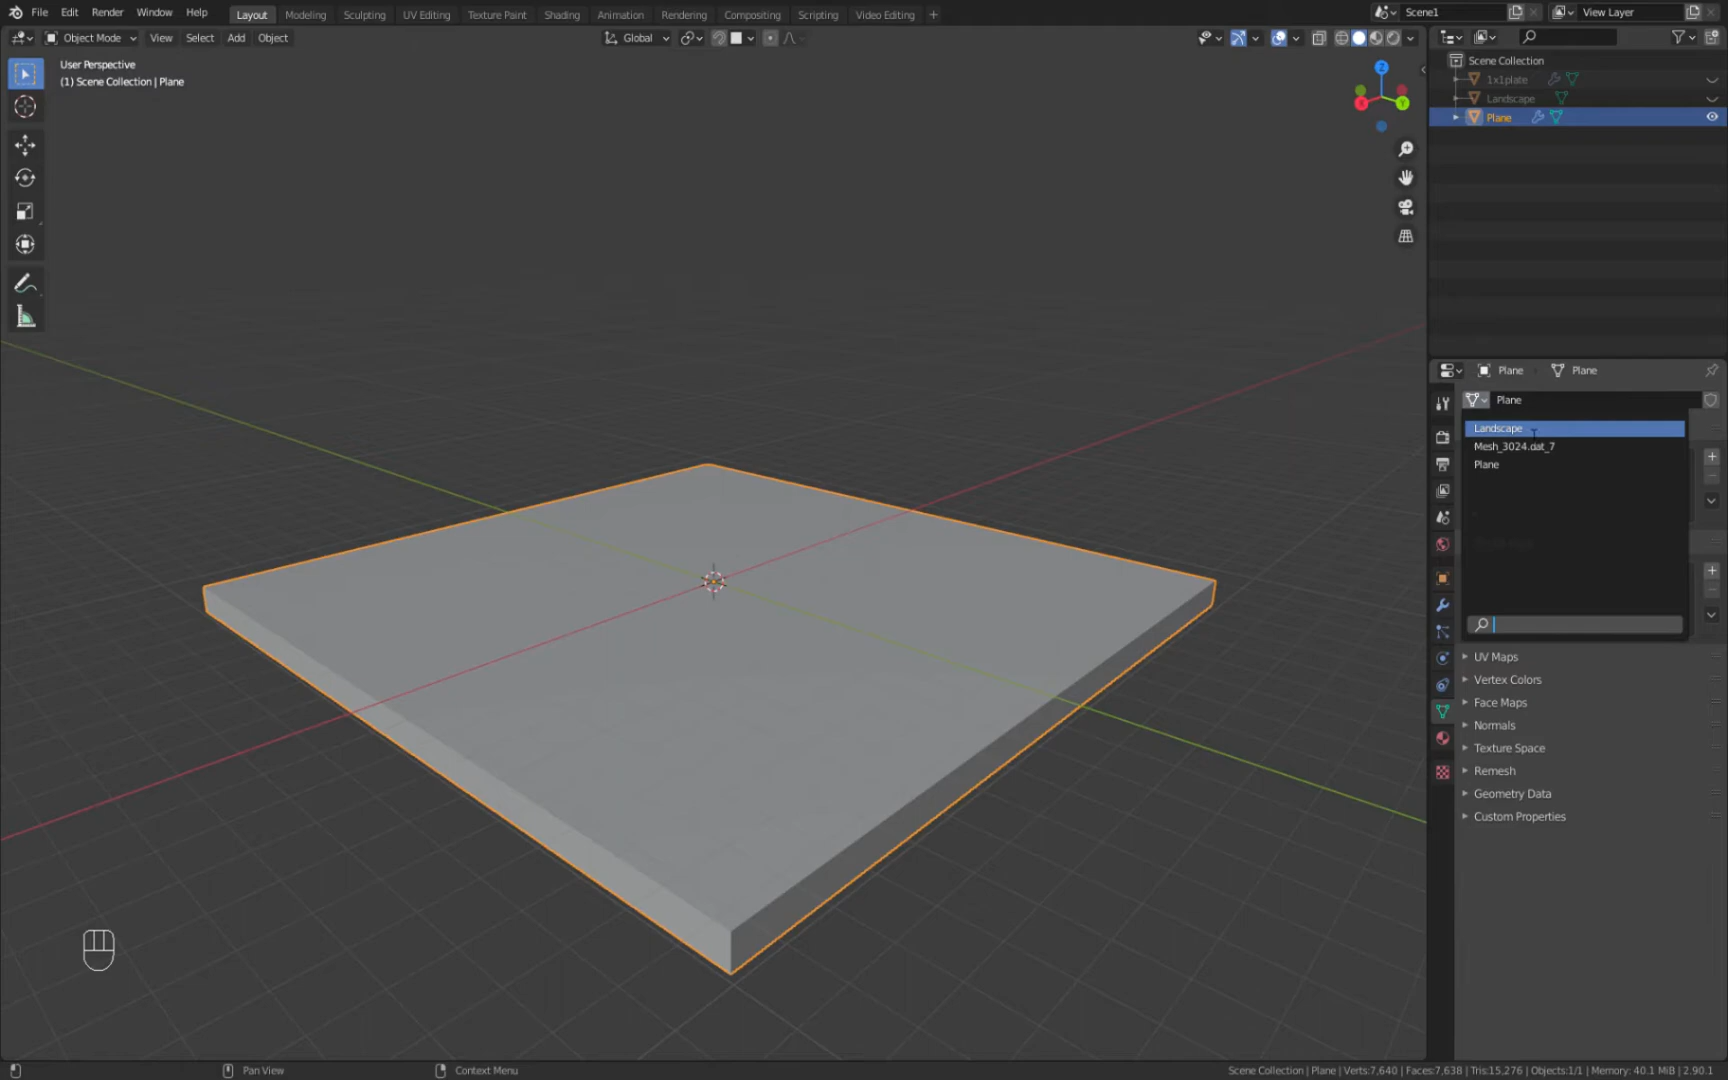 File Edit Render Window Help Layout Modeling Sculpting UV Editing Texture Paint Shading Animation Rendering Compositing Scripting Video Editing + Scene1 View Layer
Object Mode View Select Add Object Global
User Perspective
(1) Scene Collection | Plane
Z
X
Y
Scene Collection
1x1plate
Landscape
Plane
Plane Plane
Plane
Landscape
Mesh_3024.dat_7
Plane
UV Maps
Vertex Colors
Face Maps
Normals
Texture Space
Remesh
Geometry Data
Custom Properties
Pan View Context Menu Scene Collection | Plane | Verts:7,640 | Faces:7,638 | Tris:15,276 | Objects:1/1 | Memory: 40.1 MiB | 2.90.1